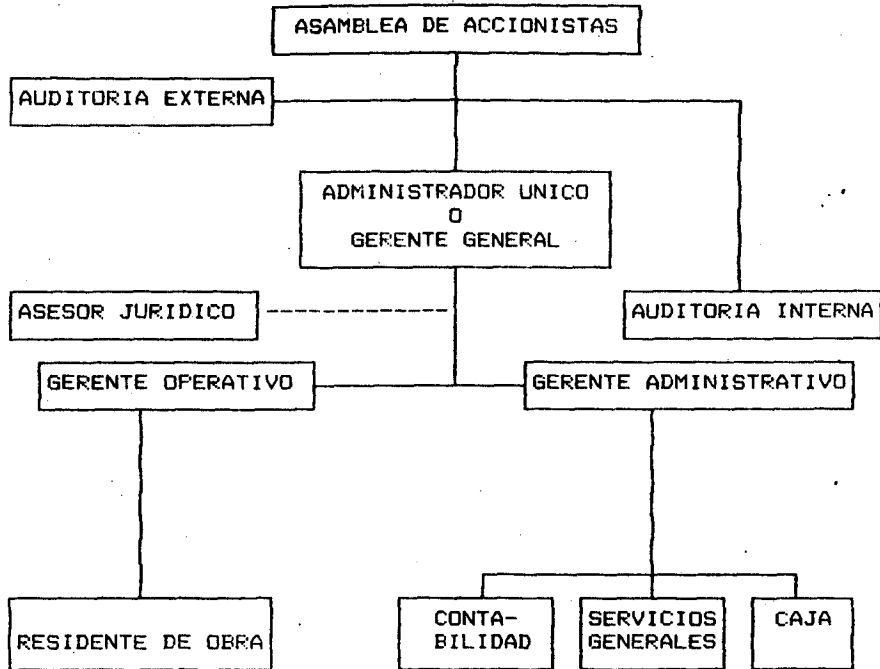 ASAMBLEA DE ACCIONISTAS
AUDITORIA EXTERNA
ADMINISTRADOR UNICO
O
GERENTE GENERAL
ASESOR JURIDICO
AUDITORIA INTERNA
GERENTE OPERATIVO
GERENTE ADMINISTRATIVO
RESIDENTE DE OBRA
CONTA-
BILIDAD
SERVICIOS
GENERALES
CAJA